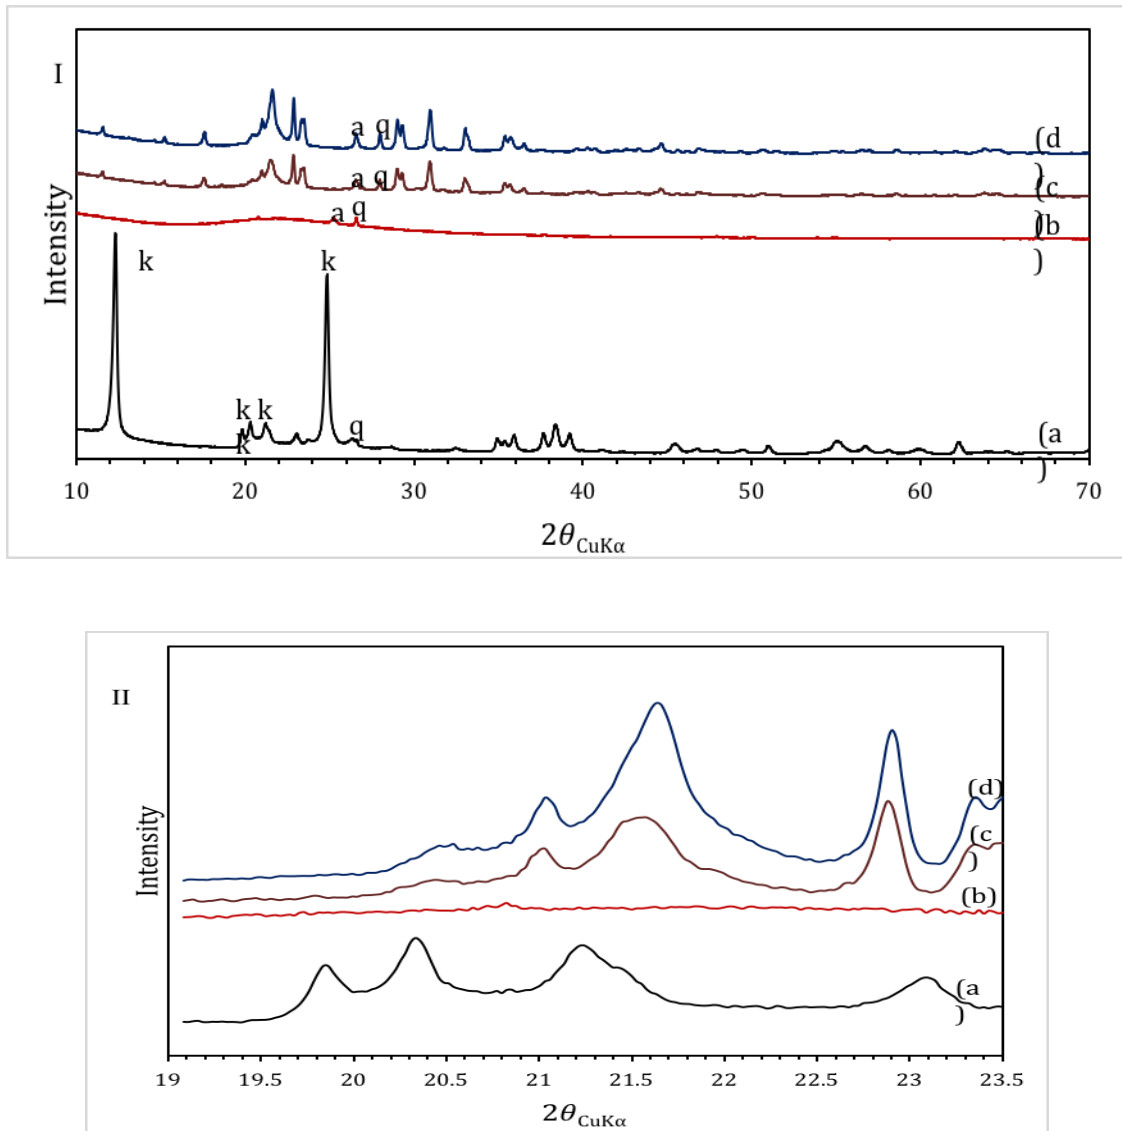 I
Intensity
a q
(d
)
a q
(c
)
a q
(b
)
k k
k k
k
q
(a
)
10 20 30 40 50 60 70
2θCuKα
II
Intensity
(d)
(c
)
(b)
(a
)
19 19.5 20 20.5 21 21.5 22 22.5 23 23.5
2θCuKα